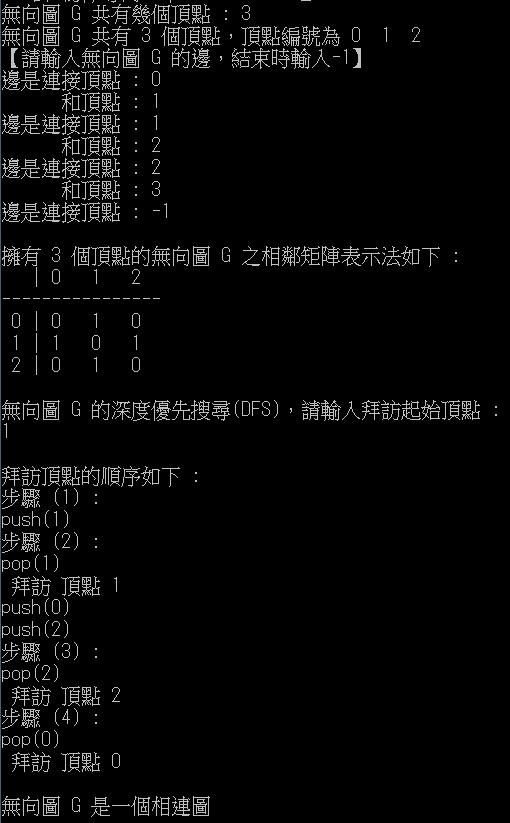 無向圖 G 共有幾個頂點 : 3
無向圖 G 共有 3 個頂點，頂點編號為 0  1  2
【請輸入無向圖 G 的邊，結束時輸入-1】
邊是連接頂點 : 0
和頂點 : 1
邊是連接頂點 : 1
和頂點 : 2
邊是連接頂點 : 2
和頂點 : 3
邊是連接頂點 : -1
擁有 3 個頂點的無向圖 G 之相鄰矩陣表示法如下 :
| 0   1   2
----------------
0 | 0   1   0
1 | 1   0   1
2 | 0   1   0
無向圖 G 的深度優先搜尋(DFS)，請輸入拜訪起始頂點 :
1
拜訪頂點的順序如下 :
步驟 (1) :
push(1)
步驟 (2) :
pop(1)
拜訪 頂點 1
push(0)
push(2)
步驟 (3) :
pop(2)
拜訪 頂點 2
步驟 (4) :
pop(0)
拜訪 頂點 0
無向圖 G 是一個相連圖